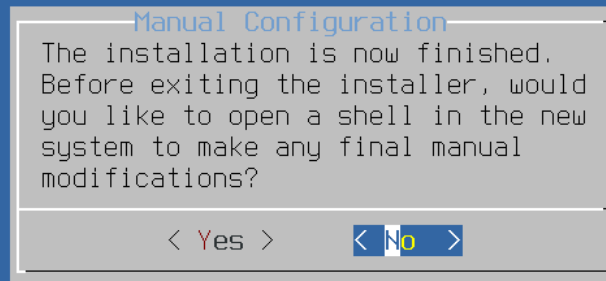 Manual Configuration
The installation is now finished.
Before exiting the installer, would
you like to open a shell in the new
system to make any final manual
modifications?
< Yes > < No >